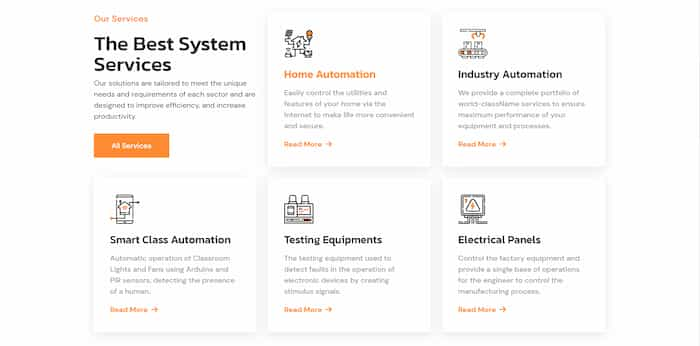 Our Services
The Best System
Services
Our solutions are tailored to meet the unique
needs and requirements of each sector and are
designed to improve efficiency, and increase
productivity.
All Services
Home Automation
Easily control the utilities and
features of your home via the
Internet to make life more convenient
and secure.
Read More →
Industry Automation
We provide a complete portfolio of
world-className services to ensure
maximum performance of your
equipment and processes.
Read More →
Smart Class Automation
Automatic operation of Classroom
Lights and Fans using Arduino and
PIR sensors, detecting the presence
of a human.
Read More →
Testing Equipments
The testing equipment used to
detect faults in the operation of
electronic devices by creating
stimulus signals.
Read More →
Electrical Panels
Control the factory equipment and
provide a single base of operations
for the engineer to control the
manufacturing process.
Read More →